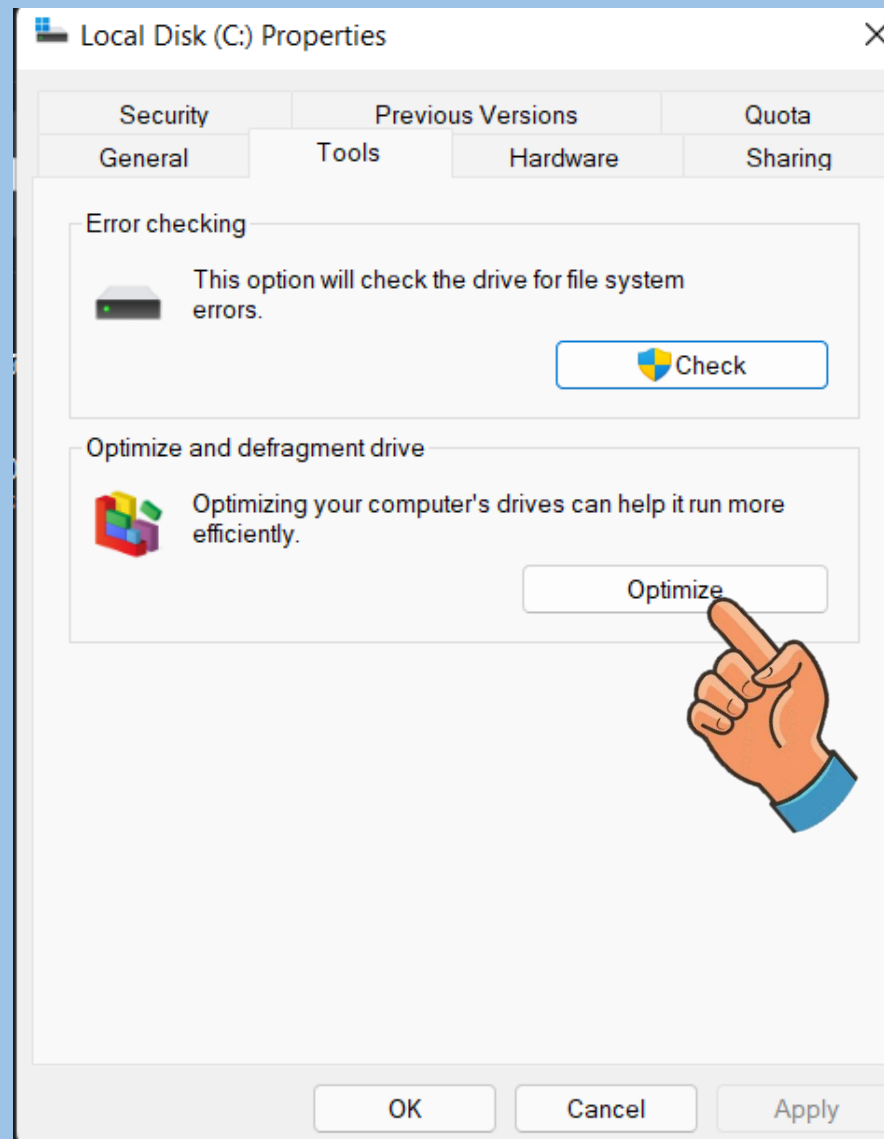 Local Disk (C:) Properties
Security Previous Versions Quota
General Tools Hardware Sharing
Error checking
This option will check the drive for file system
errors.
Check
Optimize and defragment drive
Optimizing your computer's drives can help it run more
efficiently.
Optimize
OK Cancel Apply